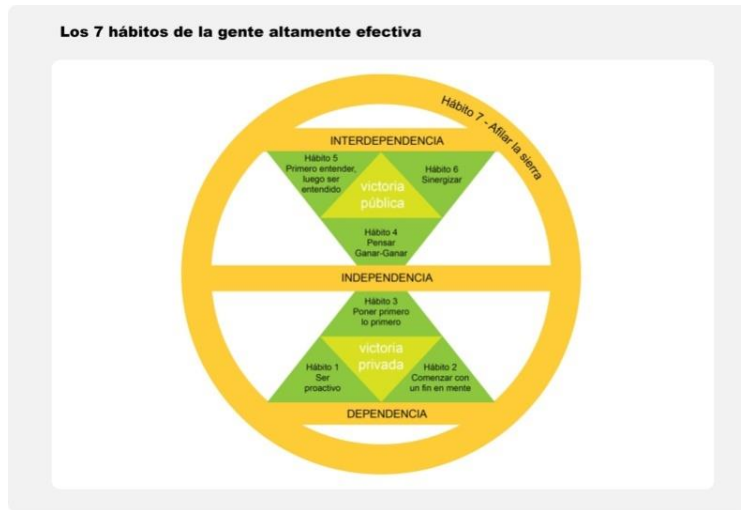 Los 7 hábitos de la gente altamente efectiva
Hábito 7 - Afilar la sierra
INTERDEPENDENCIA
Hábito 5
Primero entender,
luego ser
entendido
victoria
pública
Hábito 6
Sinergizar
Hábito 4
Pensar
Ganar-Ganar
INDEPENDENCIA
Hábito 3
Poner primero
lo primero
victoria
privada
Hábito 1
Ser
proactivo
Hábito 2
Comenzar con
un fin en mente
DEPENDENCIA